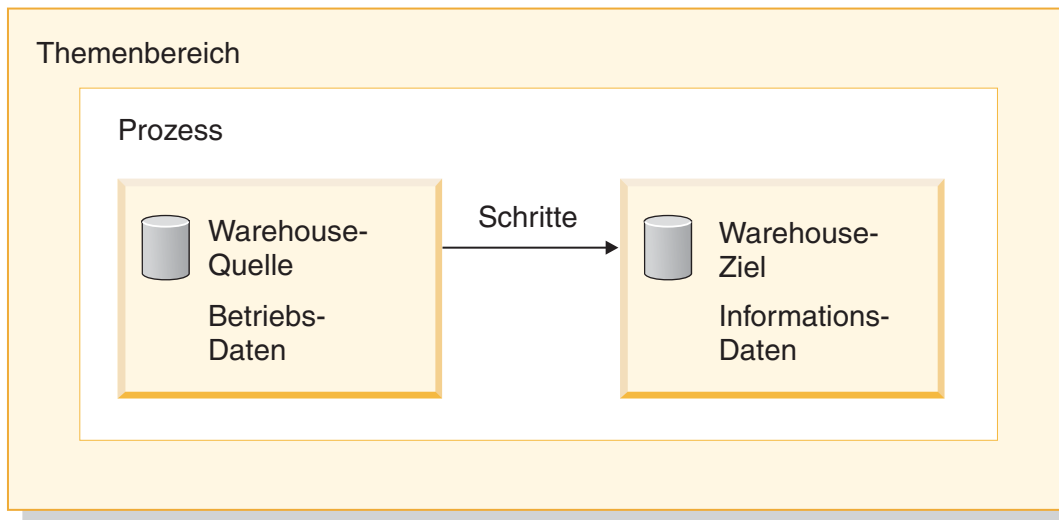 Themenbereich
Prozess
Warehouse-
Quelle
Betriebs-
Daten
Schritte
Warehouse-
Ziel
Informations-
Daten